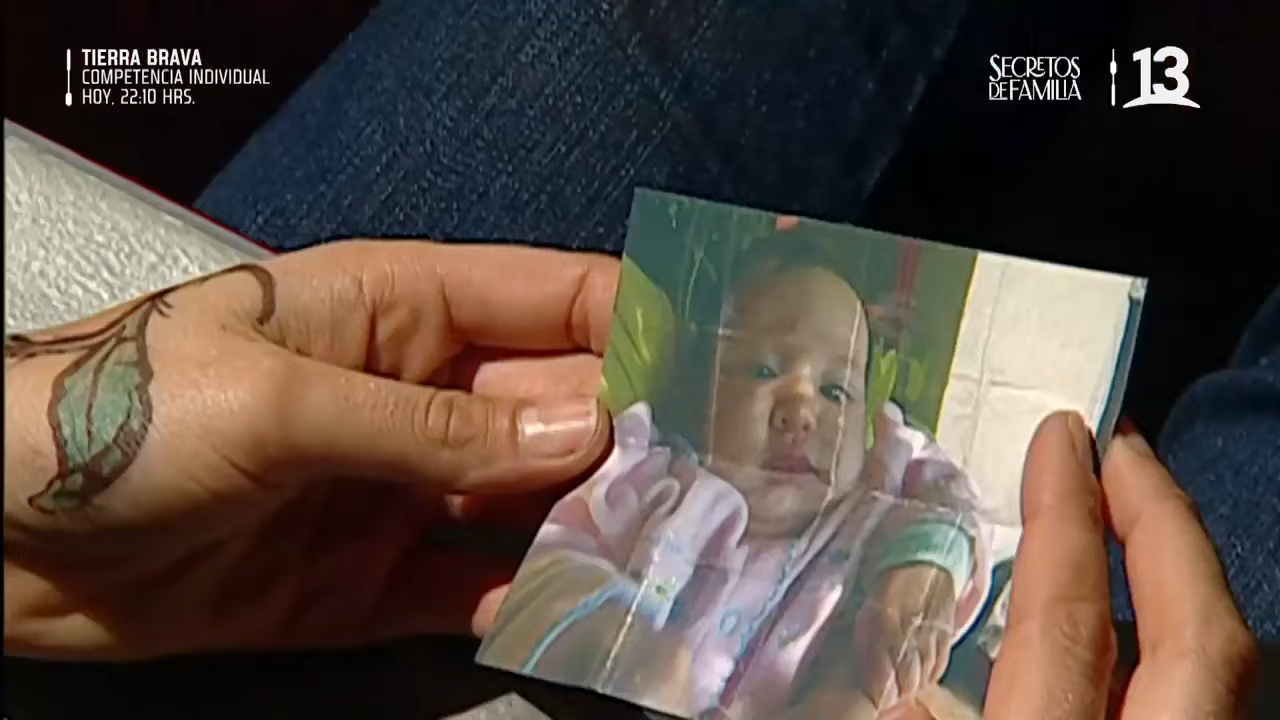 TIERRA BRAVA
COMPETENCIA INDIVIDUAL
HOY, 22:10 HRS.
SECRETOS
DE FAMILIA
13